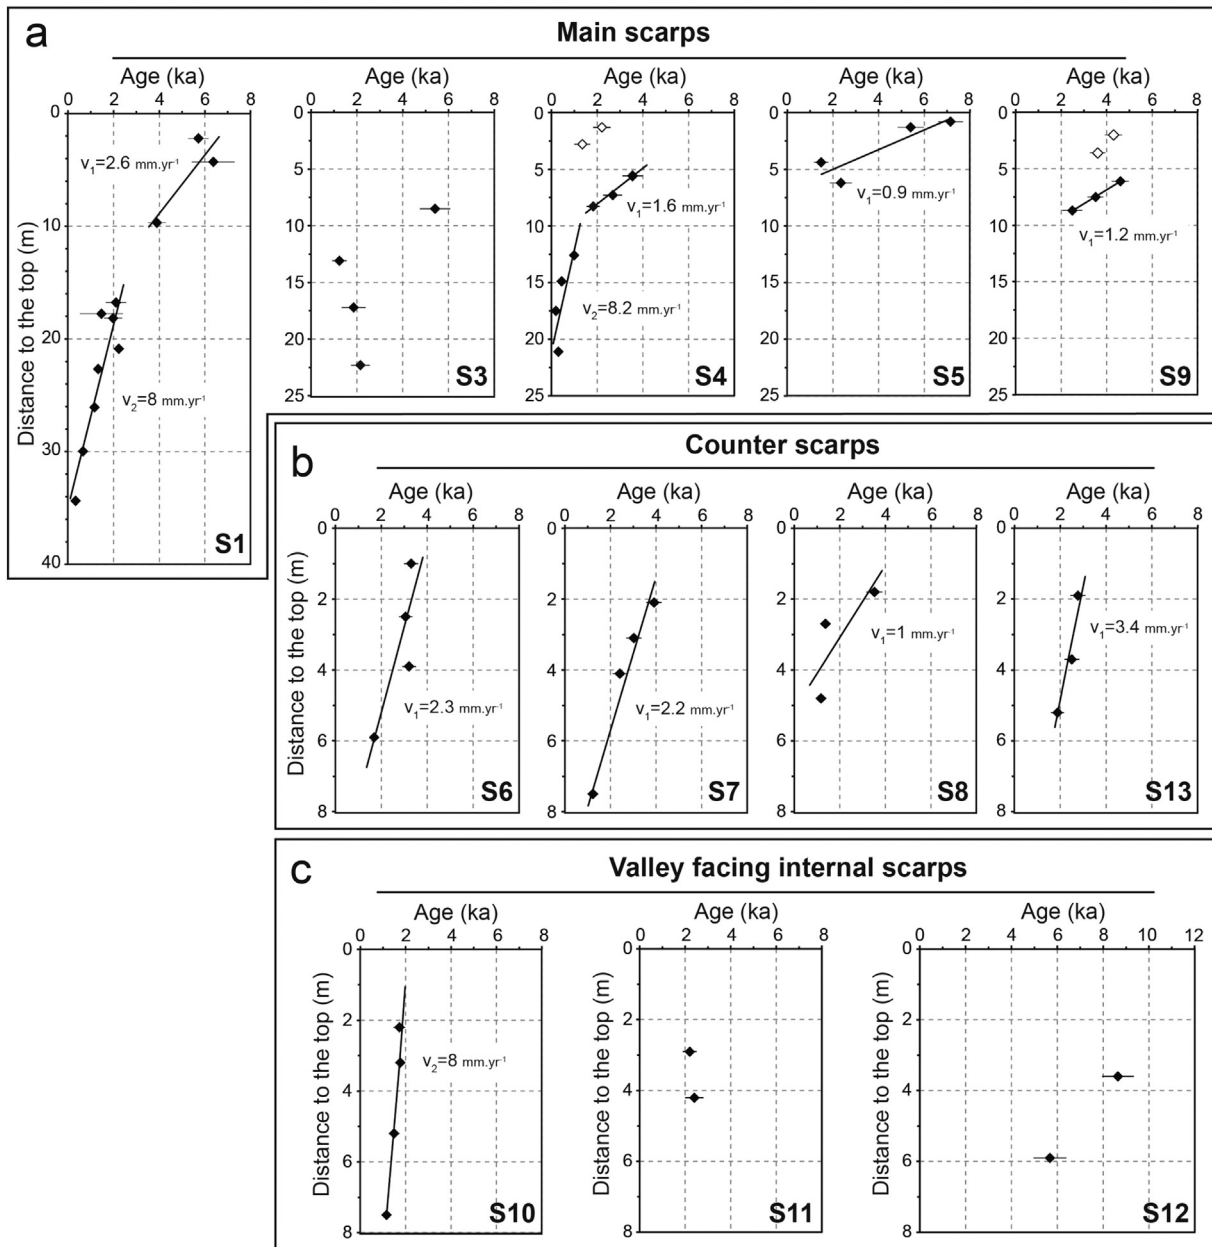 a
Main scarps
Age (ka) Age (ka) Age (ka) Age (ka) Age (ka)
0 2 4 6 8 0 2 4 6 8 0 2 4 6 8 0 2 4 6 8 0 2 4 6 8
Distance to the top (m)
0
10
20
30
40
v1=2.6 mm.yr-1
v2=8 mm.yr-1
S1
0
5
10
15
20
25
S3
0
5
10
15
20
25
v1=1.6 mm.yr-1
v2=8.2 mm.yr-1
S4
0
5
10
15
20
25
v1=0.9 mm.yr-1
S5
0
5
10
15
20
25
v1=1.2 mm.yr-1
S9
b
Counter scarps
Age (ka) Age (ka) Age (ka) Age (ka)
0 2 4 6 8 0 2 4 6 8 0 2 4 6 8 0 2 4 6 8
Distance to the top (m)
0
2
4
6
8
v1=2.3 mm.yr-1
S6
0
2
4
6
8
v1=2.2 mm.yr-1
S7
0
2
4
6
8
v1=1 mm.yr-1
S8
0
2
4
6
8
v1=3.4 mm.yr-1
S13
c
Valley facing internal scarps
Age (ka) Age (ka) Age (ka)
0 2 4 6 8 0 2 4 6 8 0 2 4 6 8 10 12
Distance to the top (m)
0
2
4
6
8
v2=8 mm.yr-1
S10
Distance to the top (m)
0
2
4
6
8
S11
Distance to the top (m)
0
2
4
6
8
S12